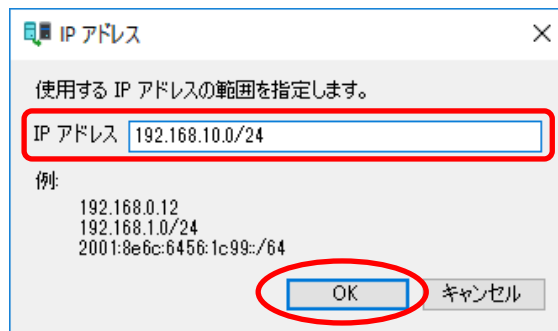 IP アドレス
使用する IP アドレスの範囲を指定します。
IP アドレス 192.168.10.0/24
例:
192.168.0.12
192.168.1.0/24
2001:8e6c:6456:1c99::/64
OK キャンセル